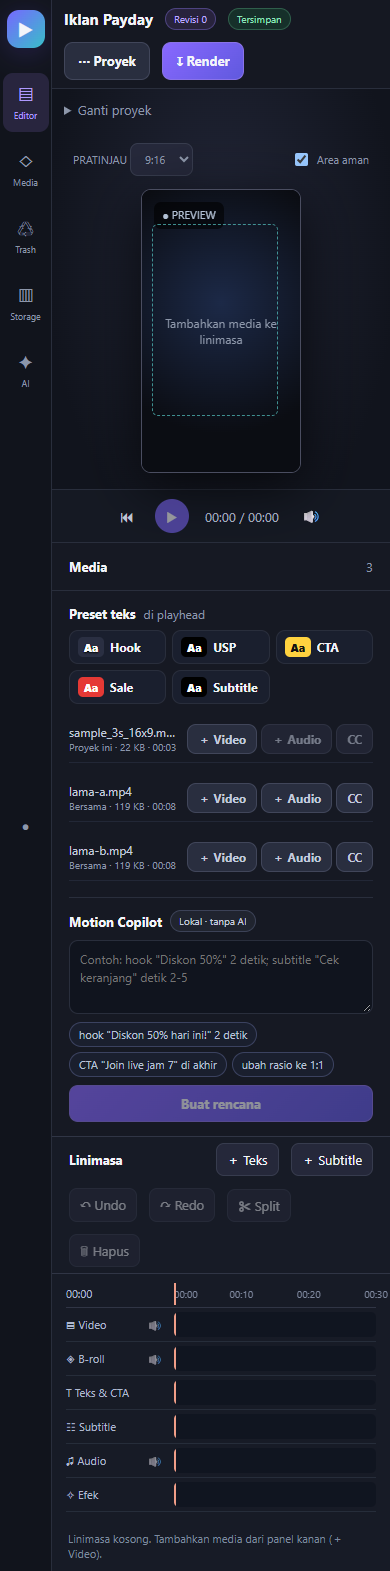 Iklan Payday
Revisi 0
Tersimpan
Proyek
Render
Editor
Ganti proyek
PRATINJAU
9:16
Area aman
Media
Trash
Storage
AI
PREVIEW
Tambahkan media ke
linimasa
00:00 / 00:00
Media
3
Preset teks di playhead
Aa Hook
Aa USP
Aa CTA
Aa Sale
Aa Subtitle
sample_3s_16x9.m...
Proyek ini · 22 KB · 00:03
+ Video
+ Audio
CC
lama-a.mp4
Bersama · 119 KB · 00:08
+ Video
+ Audio
CC
lama-b.mp4
Bersama · 119 KB · 00:08
+ Video
+ Audio
CC
Motion Copilot
Lokal · tanpa AI
Contoh: hook "Diskon 50%" 2 detik; subtitle "Cek
keranjang" detik 2-5
hook "Diskon 50% hari ini!" 2 detik
CTA "Join live jam 7" di akhir
ubah rasio ke 1:1
Buat rencana
Linimasa
+ Teks
+ Subtitle
Undo
Redo
Split
Hapus
00:00
00:00
00:10
00:20
00:30
Video
B-roll
T Teks & CTA
Subtitle
Audio
Efek
Linimasa kosong. Tambahkan media dari panel kanan (+
Video).